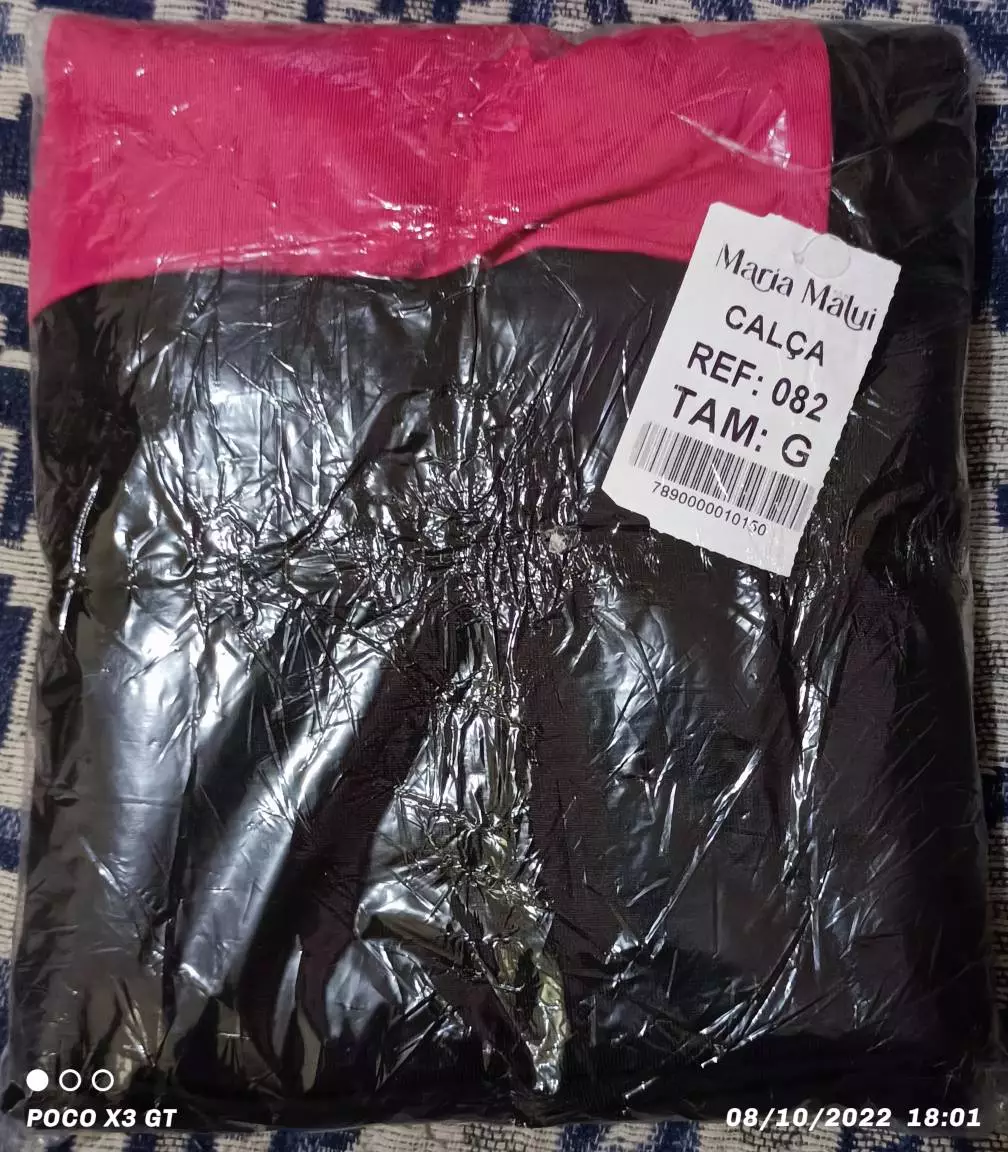 Maria Malui
CALÇA
REF: 082
TAM: G
7890000010150
POCO X3 GT
08/10/2022 18:01